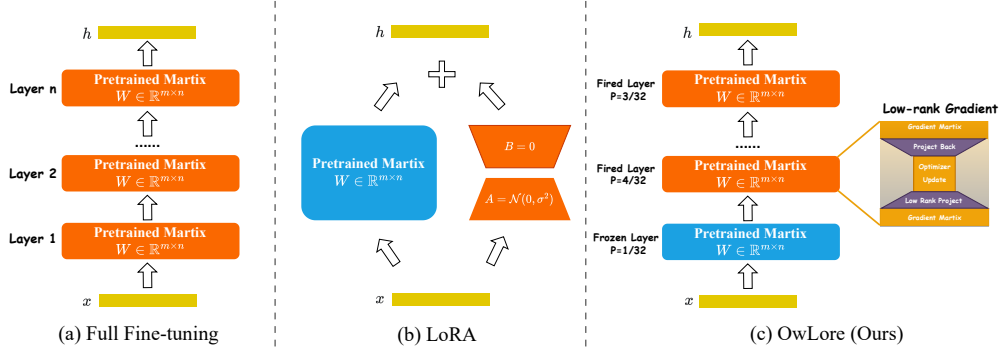 h
Layer n
Pretrained Martix
W ∈ ℝ^{m×n}
......
Layer 2
Pretrained Martix
W ∈ ℝ^{m×n}
Layer 1
Pretrained Martix
W ∈ ℝ^{m×n}
x
(a) Full Fine-tuning
h
Pretrained Martix
W ∈ ℝ^{m×n}
B = 0
A = 𝒩(0, σ²)
x
(b) LoRA
h
Fired Layer
P=3/32
Pretrained Martix
W ∈ ℝ^{m×n}
......
Fired Layer
P=4/32
Pretrained Martix
W ∈ ℝ^{m×n}
Frozen Layer
P=1/32
Pretrained Martix
W ∈ ℝ^{m×n}
x
Low-rank Gradient
Gradient Martix
Project Back
Optimizer
Update
Low Rank Project
Gradient Martix
(c) OwLore (Ours)